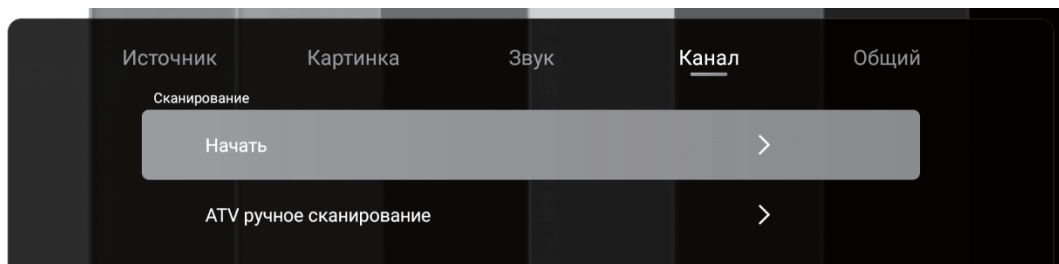 Источник Картинка Звук Канал Общий
Сканирование
Начать
ATV ручное сканирование